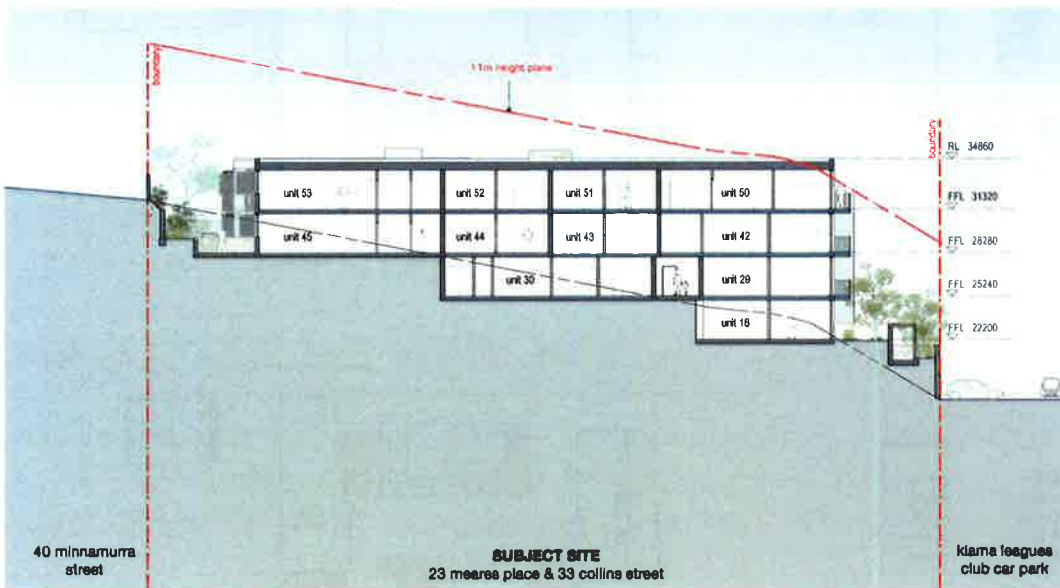 boundary
11m height plane
boundary
RL 34860
unit 53
unit 52
unit 51
unit 50
FFL 31320
unit 45
unit 44
unit 43
unit 42
FFL 28280
unit 30
unit 29
FFL 25240
unit 18
FFL 22200
40 minnamurra
street
SUBJECT SITE
23 meares place & 33 collins street
kiama leagues
club car park